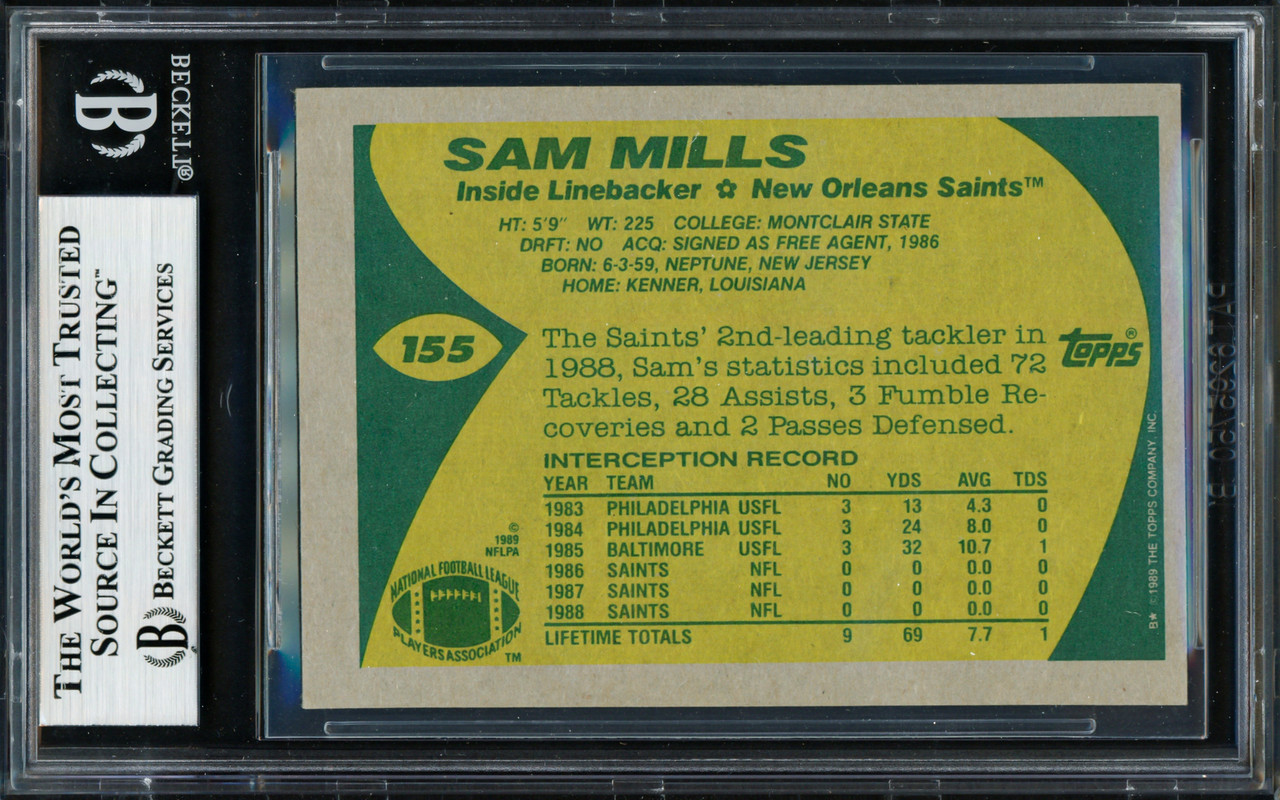 BECKETT®
THE WORLD'S MOST TRUSTED
SOURCE IN COLLECTING™
BECKETT GRADING SERVICES
SAM MILLS
Inside Linebacker ✿ New Orleans Saints™
HT: 5'9" WT: 225 COLLEGE: MONTCLAIR STATE
DRFT: NO ACQ: SIGNED AS FREE AGENT, 1986
BORN: 6-3-59, NEPTUNE, NEW JERSEY
HOME: KENNER, LOUISIANA
155
The Saints' 2nd-leading tackler in
1988, Sam's statistics included 72
Tackles, 28 Assists, 3 Fumble Re-
coveries and 2 Passes Defensed.
topps®
INTERCEPTION RECORD
YEAR TEAM NO YDS AVG TDS
1983 PHILADELPHIA USFL 3 13 4.3 0
1984 PHILADELPHIA USFL 3 24 8.0 0
1985 BALTIMORE USFL 3 32 10.7 1
1986 SAINTS NFL 0 0 0.0 0
1987 SAINTS NFL 0 0 0.0 0
1988 SAINTS NFL 0 0 0.0 0
LIFETIME TOTALS 9 69 7.7 1
©
1989
NFLPA
NATIONAL FOOTBALL LEAGUE
PLAYERS ASSOCIATION
™
B★ ©1989 THE TOPPS COMPANY, INC.